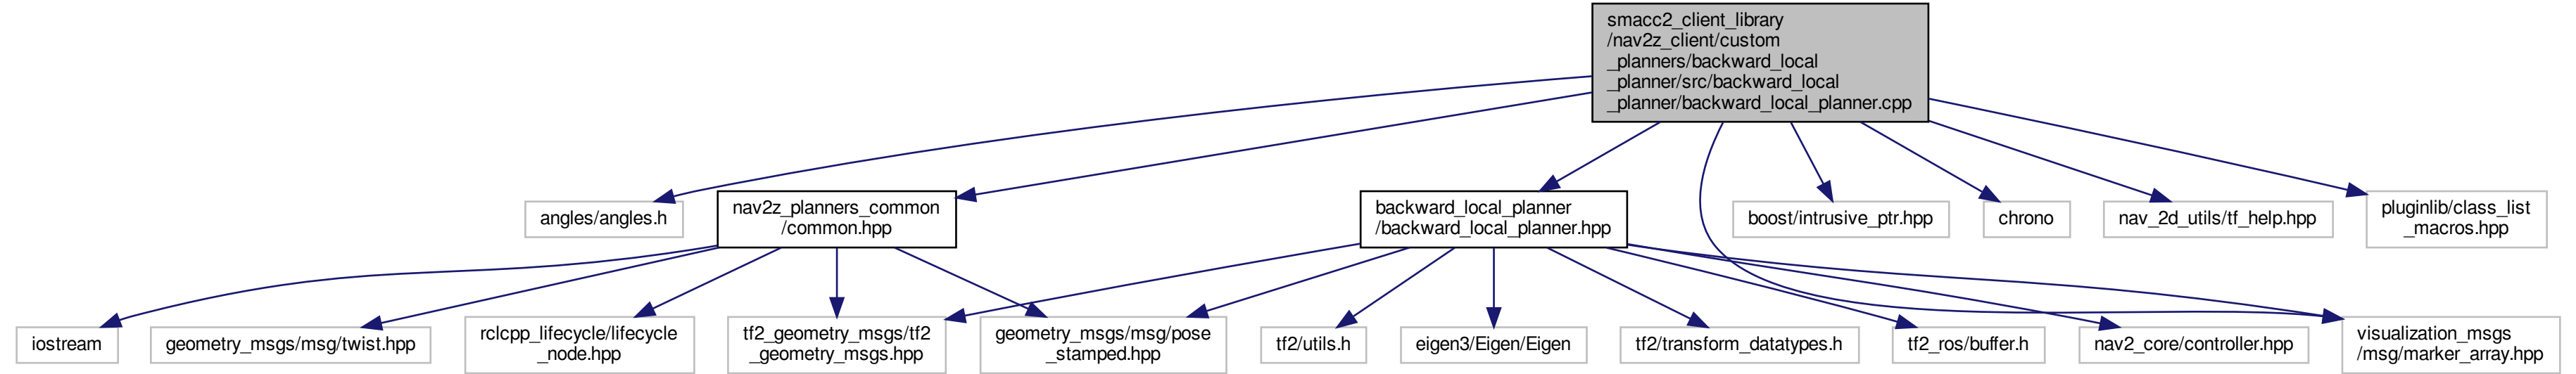 smacc2_client_library
/nav2z_client/custom
_planners/backward_local
_planner/src/backward_local
_planner/backward_local_planner.cpp
angles/angles.h
nav2z_planners_common
/common.hpp
backward_local_planner
/backward_local_planner.hpp
boost/intrusive_ptr.hpp
chrono
nav_2d_utils/tf_help.hpp
pluginlib/class_list
_macros.hpp
iostream
geometry_msgs/msg/twist.hpp
rclcpp_lifecycle/lifecycle
_node.hpp
tf2_geometry_msgs/tf2
_geometry_msgs.hpp
geometry_msgs/msg/pose
_stamped.hpp
tf2/utils.h
eigen3/Eigen/Eigen
tf2/transform_datatypes.h
tf2_ros/buffer.h
nav2_core/controller.hpp
visualization_msgs
/msg/marker_array.hpp